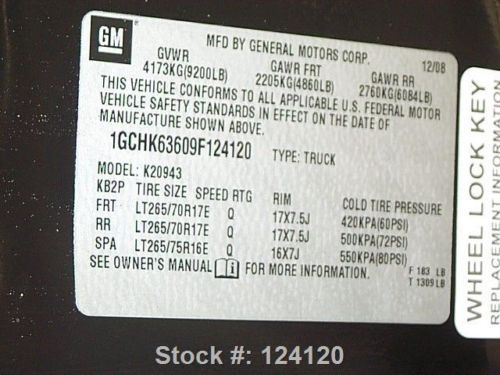 GM
MFD BY GENERAL MOTORS CORP. 12/08
GVWR GAWR FRT GAWR RR
4173KG(9200LB) 2205KG(4860LB) 2760KG(6084LB)
THIS VEHICLE CONFORMS TO ALL APPLICABLE U.S. FEDERAL MOTOR
VEHICLE SAFETY STANDARDS IN EFFECT ON THE DATE OF
MANUFACTURE SHOWN ABOVE.
1GCHK63609F124120 TYPE: TRUCK
MODEL: K20943
KB2P TIRE SIZE SPEED RTG RIM COLD TIRE PRESSURE
FRT LT265/70R17E Q 17X7.5J 420KPA(60PSI)
RR LT265/70R17E Q 17X7.5J 500KPA(72PSI)
SPA LT265/75R16E Q 16X7J 550KPA(80PSI)
SEE OWNER'S MANUAL FOR MORE INFORMATION.
F 183 LB
T 1309LB
WHEEL LOCK KEY
REPLACEMENT INFORMATION
Stock #: 124120